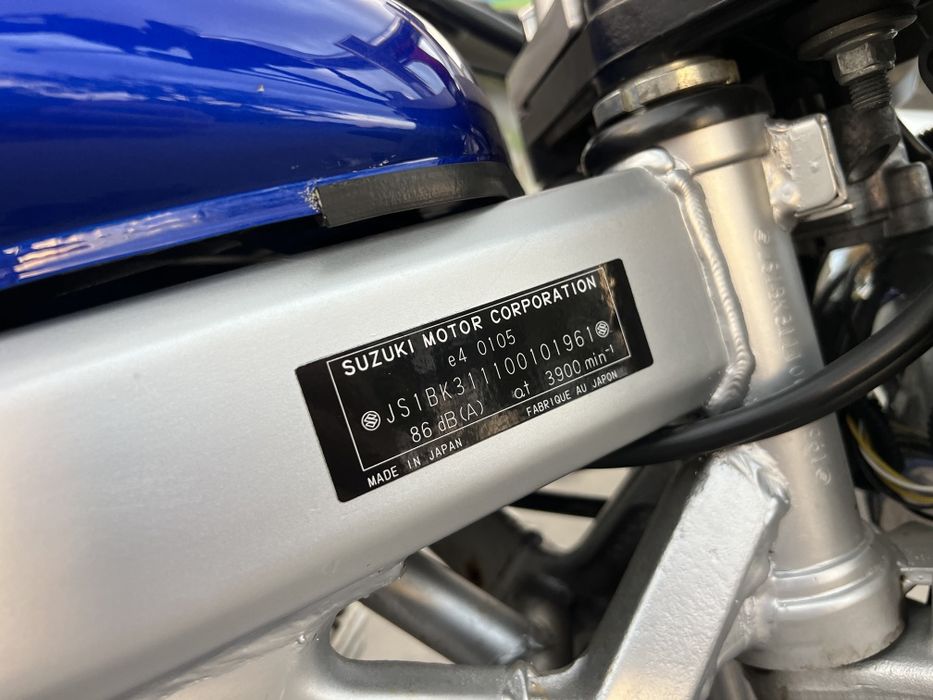 SUZUKI MOTOR CORPORATION
e4 0105
JS1BK311100101961
86 dB(A) at 3900 min⁻¹
MADE IN JAPAN FABRIQUE AU JAPON